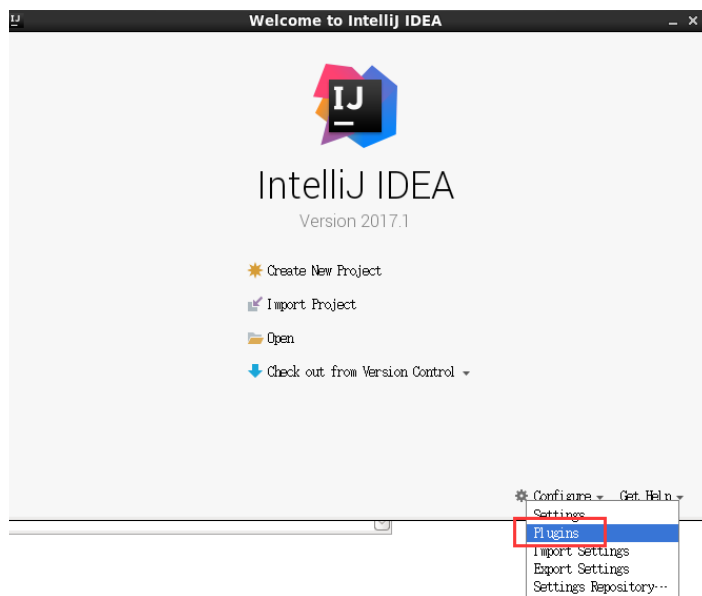 IJ
Welcome to IntelliJ IDEA
IJ
IntelliJ IDEA
Version 2017.1
Create New Project
Import Project
Open
Check out from Version Control
Configure Get Help
Settings
Plugins
Import Settings
Export Settings
Settings Repository...